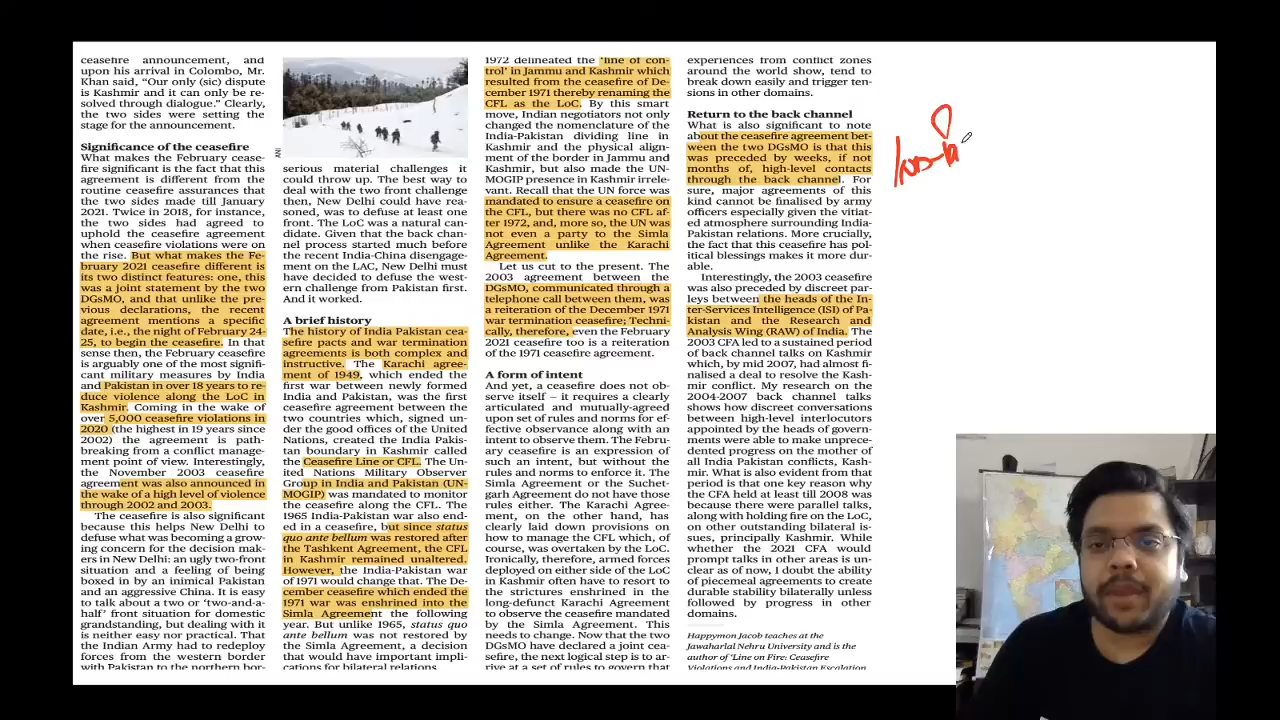 ceasefire announcement, and
upon his arrival in Colombo, Mr.
Khan said, “Our only (sic) dispute
is Kashmir and it can only be re-
solved through dialogue.” Clearly,
the two sides were setting the
stage for the announcement.
Significance of the ceasefire
What makes the February cease-
fire significant is the fact that this
agreement is different from the
routine ceasefire assurances that
the two sides made till January
2021. Twice in 2018, for instance,
the two sides had agreed to
uphold the ceasefire agreement
when ceasefire violations were on
the rise. But what makes the Fe-
bruary 2021 ceasefire different is
its two distinct features: one, this
was a joint statement by the two
DGsMO, and that unlike the pre-
vious declarations, the recent
agreement mentions a specific
date, i.e., the night of February 24-
25, to begin the ceasefire. In that
sense then, the February ceasefire
is arguably one of the most signifi-
cant military measures by India
and Pakistan in over 18 years to re-
duce violence along the LoC in
Kashmir. Coming in the wake of
over 5,000 ceasefire violations in
2020 (the highest in 19 years since
2002) the agreement is path-
breaking from a conflict manage-
ment point of view. Interestingly,
the November 2003 ceasefire
agreement was also announced in
the wake of a high level of violence
through 2002 and 2003.
The ceasefire is also significant
because this helps New Delhi to
defuse what was becoming a grow-
ing concern for the decision mak-
ers in New Delhi: an ugly two-front
situation and a feeling of being
boxed in by an inimical Pakistan
and an aggressive China. It is easy
to talk about a two or ‘two-and-a-
half’ front situation for domestic
grandstanding, but dealing with it
is neither easy nor practical. That
the Indian Army had to redeploy
forces from the western border
with Pakistan to the northern bor-
ANI
serious material challenges it
could throw up. The best way to
deal with the two front challenge
then, New Delhi could have rea-
soned, was to defuse at least one
front. The LoC was a natural can-
didate. Given that the back chan-
nel process started much before
the recent India-China disengage-
ment on the LAC, New Delhi must
have decided to defuse the west-
ern challenge from Pakistan first.
And it worked.
A brief history
The history of India Pakistan cea-
sefire pacts and war termination
agreements is both complex and
instructive. The Karachi agree-
ment of 1949, which ended the
first war between newly formed
India and Pakistan, was the first
ceasefire agreement between the
two countries which, signed un-
der the good offices of the United
Nations, created the India Pakis-
tan boundary in Kashmir called
the Ceasefire Line or CFL. The Un-
ited Nations Military Observer
Group in India and Pakistan (UN-
MOGIP) was mandated to monitor
the ceasefire along the CFL. The
1965 India-Pakistan war also end-
ed in a ceasefire, but since status
quo ante bellum was restored after
the Tashkent Agreement, the CFL
in Kashmir remained unaltered.
However, the India-Pakistan war
of 1971 would change that. The De-
cember ceasefire which ended the
1971 war was enshrined into the
Simla Agreement the following
year. But unlike 1965, status quo
ante bellum was not restored by
the Simla Agreement, a decision
that would have important impli-
cations for bilateral relations.
1972 delineated the ‘line of con-
trol’ in Jammu and Kashmir which
resulted from the ceasefire of De-
cember 1971 thereby renaming the
CFL as the LoC. By this smart
move, Indian negotiators not only
changed the nomenclature of the
India-Pakistan dividing line in
Kashmir and the physical align-
ment of the border in Jammu and
Kashmir, but also made the UN-
MOGIP presence in Kashmir irrele-
vant. Recall that the UN force was
mandated to ensure a ceasefire on
the CFL, but there was no CFL af-
ter 1972, and, more so, the UN was
not even a party to the Simla
Agreement unlike the Karachi
Agreement.
Let us cut to the present. The
2003 agreement between the
DGsMO, communicated through a
telephone call between them, was
a reiteration of the December 1971
war termination ceasefire; Techni-
cally, therefore, even the February
2021 ceasefire too is a reiteration
of the 1971 ceasefire agreement.
A form of intent
And yet, a ceasefire does not ob-
serve itself – it requires a clearly
articulated and mutually-agreed
upon set of rules and norms for ef-
fective observance along with an
intent to observe them. The Febru-
ary ceasefire is an expression of
such an intent, but without the
rules and norms to enforce it. The
Simla Agreement or the Suchet-
garh Agreement do not have those
rules either. The Karachi Agree-
ment, on the other hand, has
clearly laid down provisions on
how to manage the CFL which, of
course, was overtaken by the LoC.
Ironically, therefore, armed forces
deployed on either side of the LoC
in Kashmir often have to resort to
the strictures enshrined in the
long-defunct Karachi Agreement
to observe the ceasefire mandated
by the Simla Agreement. This
needs to change. Now that the two
DGsMO have declared a joint cea-
sefire, the next logical step is to ar-
rive at a set of rules to govern that
experiences from conflict zones
around the world show, tend to
break down easily and trigger ten-
sions in other domains.
Return to the back channel
What is also significant to note
about the ceasefire agreement bet-
ween the two DGsMO is that this
was preceded by weeks, if not
months of, high-level contacts
through the back channel. For
sure, major agreements of this
kind cannot be finalised by army
officers especially given the vitiat-
ed atmosphere surrounding India-
Pakistan relations. More crucially,
the fact that this ceasefire has pol-
itical blessings makes it more dur-
able.
Interestingly, the 2003 ceasefire
was also preceded by discreet par-
leys between the heads of the In-
ter-Services Intelligence (ISI) of Pa-
kistan and the Research and
Analysis Wing (RAW) of India. The
2003 CFA led to a sustained period
of back channel talks on Kashmir
which, by mid 2007, had almost fi-
nalised a deal to resolve the Kash-
mir conflict. My research on the
2004-2007 back channel talks
shows how discreet conversations
between high-level interlocutors
appointed by the heads of govern-
ments were able to make unprece-
dented progress on the mother of
all India Pakistan conflicts, Kash-
mir. What is also evident from that
period is that one key reason why
the CFA held at least till 2008 was
because there were parallel talks,
along with holding fire on the LoC,
on other outstanding bilateral is-
sues, principally Kashmir. While
whether the 2021 CFA would
prompt talks in other areas is un-
clear as of now, I doubt the ability
of piecemeal agreements to create
durable stability bilaterally unless
followed by progress in other
domains.
Happymon Jacob teaches at the
Jawaharlal Nehru University and is the
author of ‘Line on Fire: Ceasefire
Violations and India-Pakistan Escalation